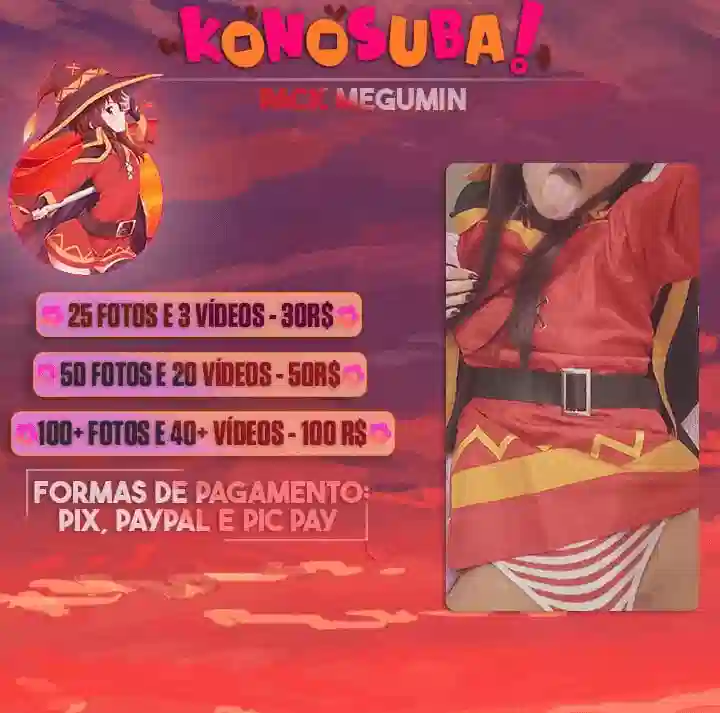 KONOSUBA!
PACK MEGUMIN
25 FOTOS E 3 VÍDEOS - 30R$
50 FOTOS E 20 VÍDEOS - 50R$
100+ FOTOS E 40+ VÍDEOS - 100 R$
FORMAS DE PAGAMENTO:
PIX, PAYPAL E PIC PAY